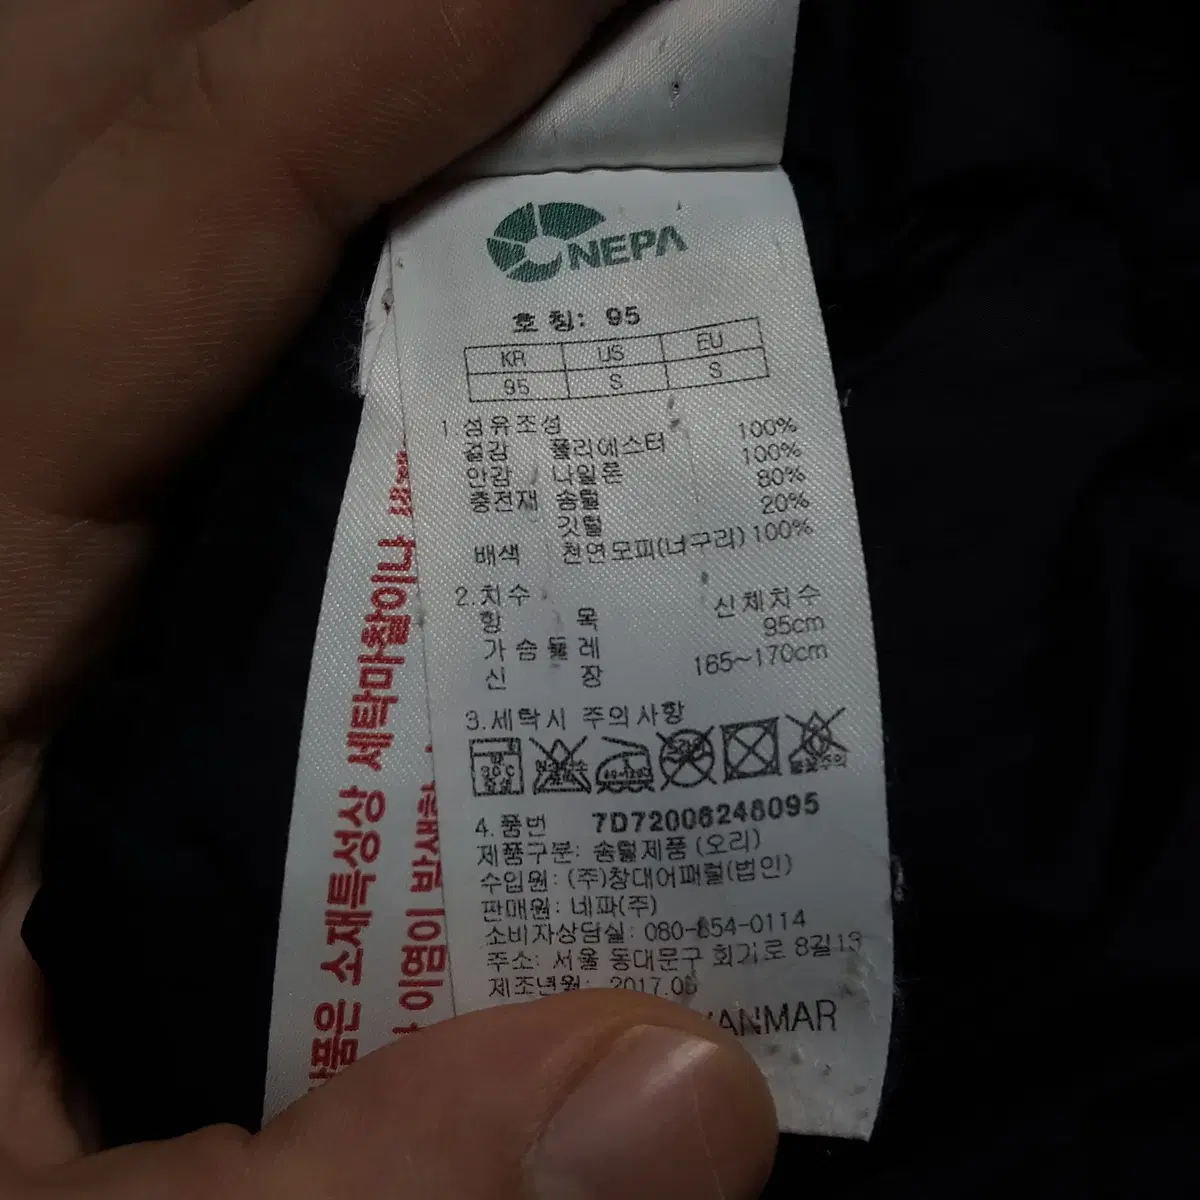 NEPA
호칭: 95
KR US EU
95 S S
1 섬유조성
겉감 폴리에스터 100%
안감 나일론 100%
충전재 솜털 80%
깃털 20%
배색 천연모피(너구리) 100%
2.치수
항 목 신체치수
가슴둘레 95cm
신 장 165~170cm
3.세탁시 주의사항
4.품번 7D72006248095
제품구분: 솜털제품 (오리)
수입원: (주)창대어패럴(법인)
판매원: 네파(주)
소비자상담실: 080-854-0114
주소: 서울 동대문구 회기로 8길13
제조년월: 2017.0
YANMAR
품은 소재특성상 세탁마찰이나
이염이